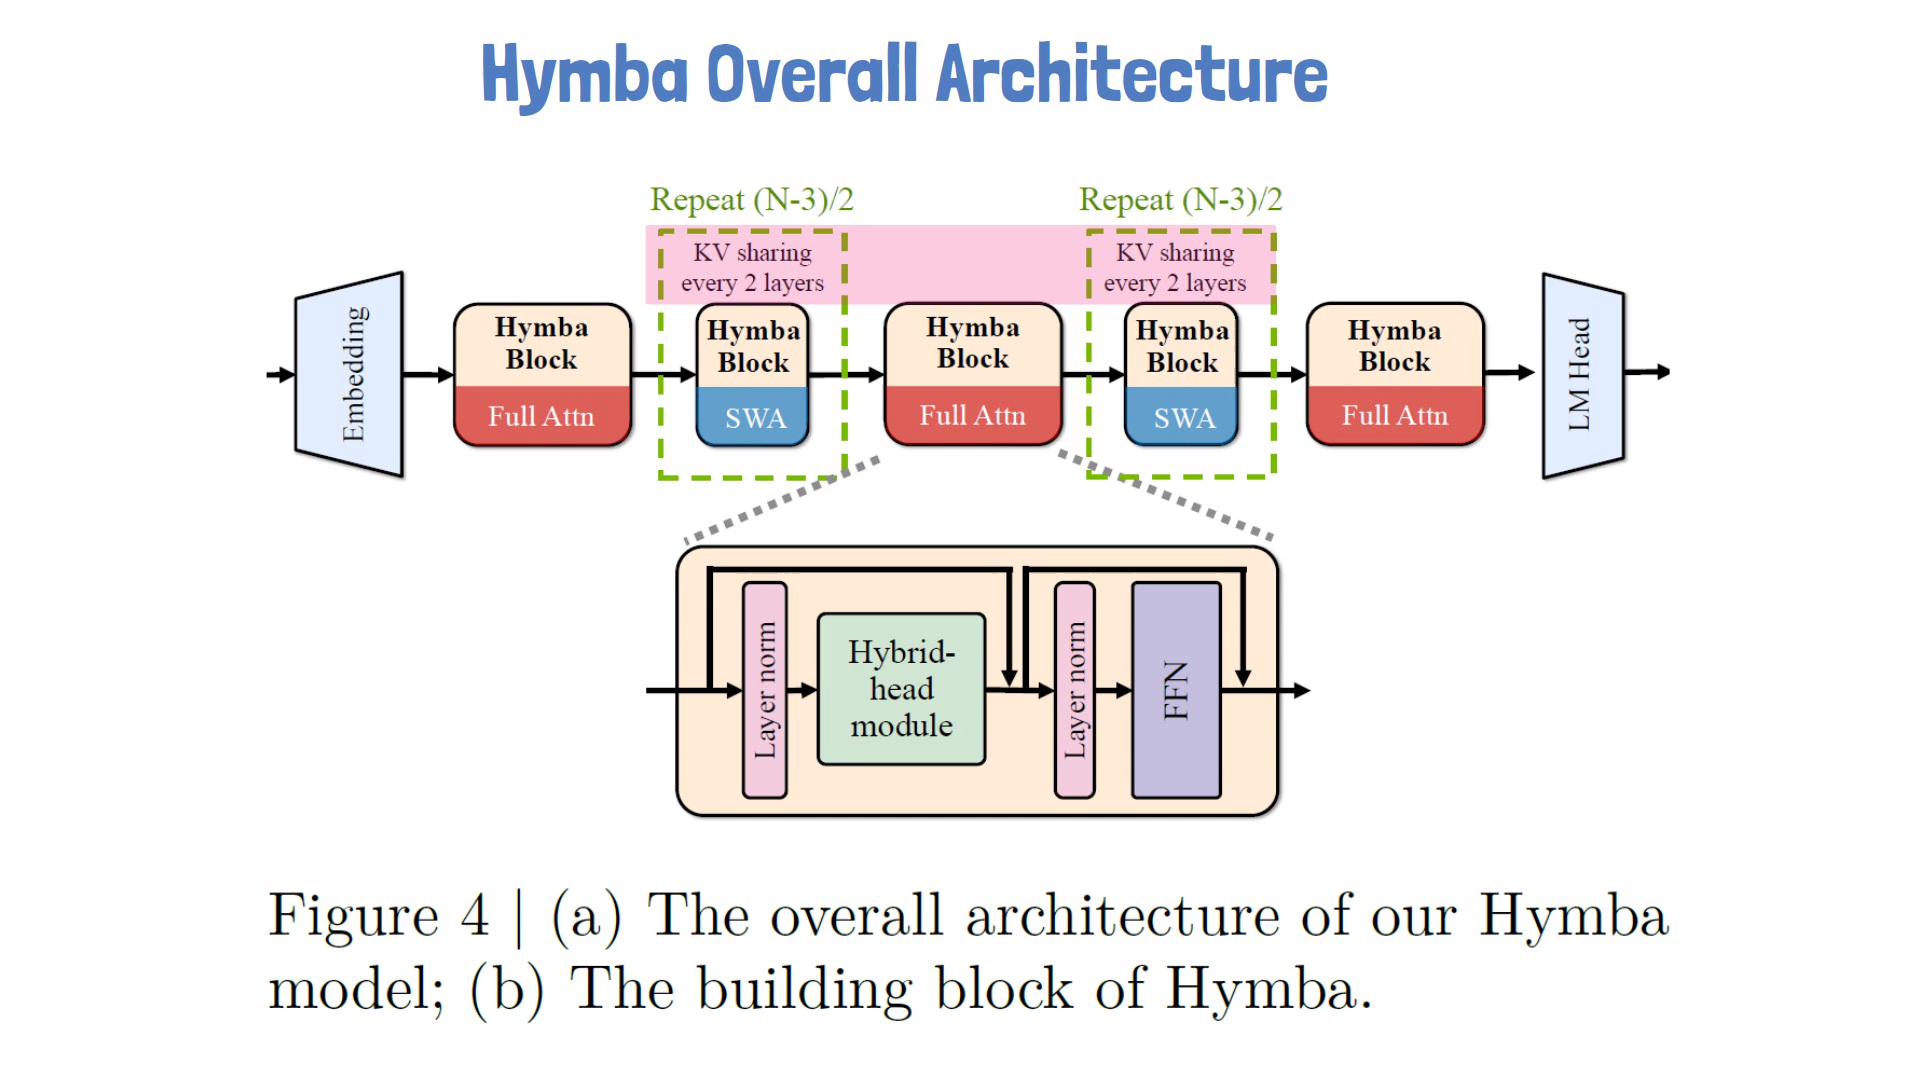 Hymba Overall Architecture
Repeat (N-3)/2
Repeat (N-3)/2
KV sharing
every 2 layers
KV sharing
every 2 layers
Embedding
Hymba
Block
Full Attn
Hymba
Block
SWA
Hymba
Block
Full Attn
Hymba
Block
SWA
Hymba
Block
Full Attn
LM Head
Layer norm
Hybrid-
head
module
Layer norm
FFN
Figure 4 | (a) The overall architecture of our Hymba
model; (b) The building block of Hymba.